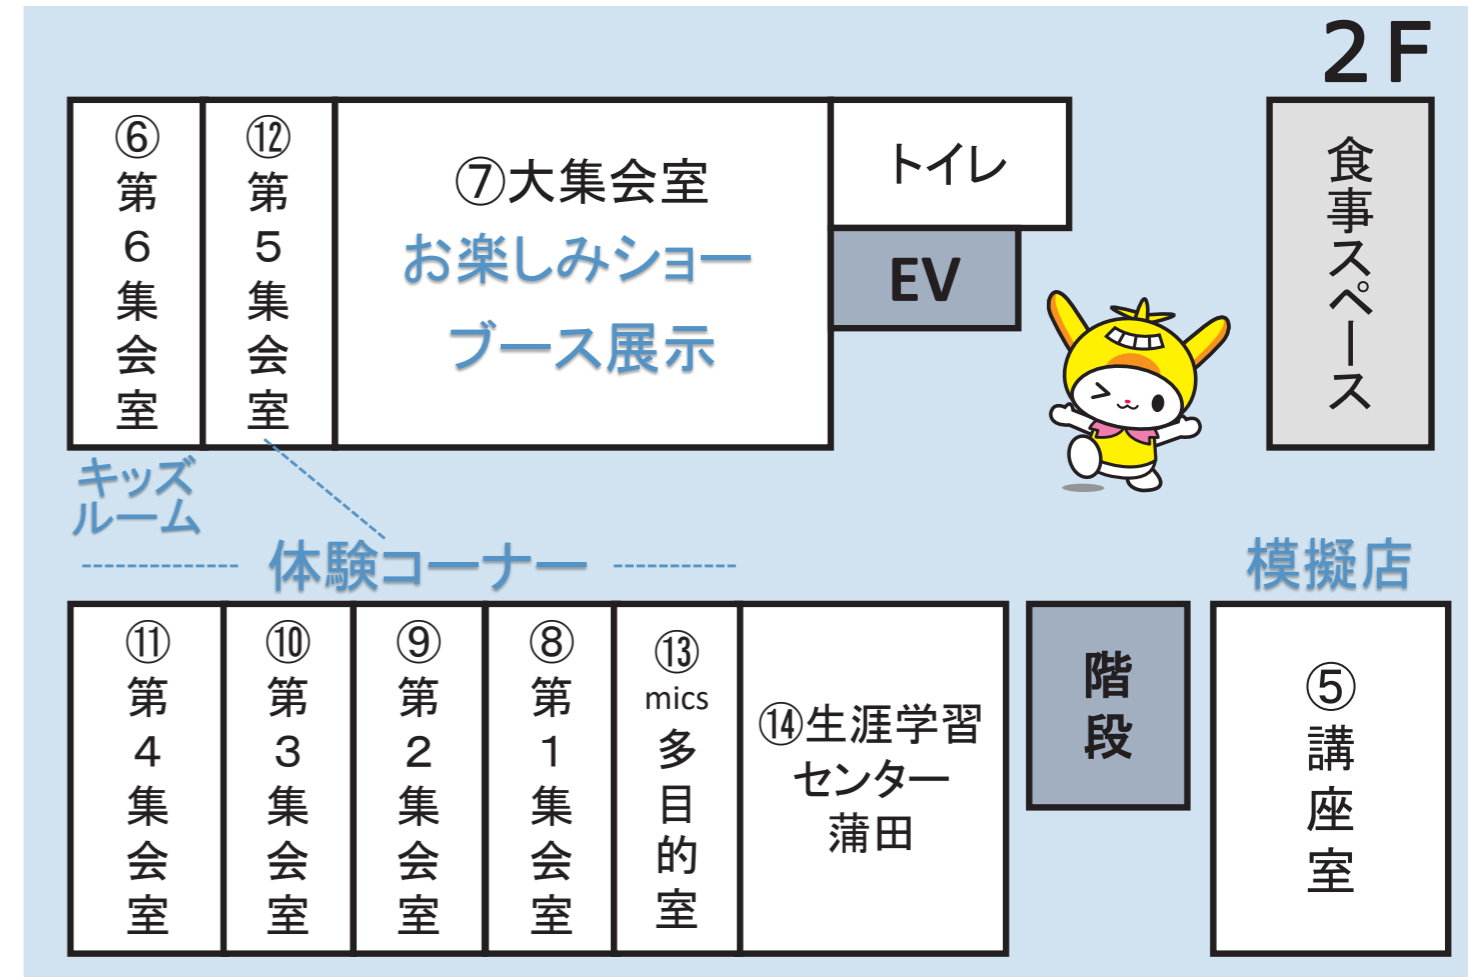 ２Ｆ
⑥第６集会室
⑫第５集会室
⑦大集会室
お楽しみショー
ブース展示
トイレ
EV
食事スペース
キッズ
ルーム
体験コーナー
模擬店
⑪第４集会室
⑩第３集会室
⑨第２集会室
⑧第１集会室
⑬mics多目的室
⑭生涯学習
センター
蒲田
階段
⑤講座室